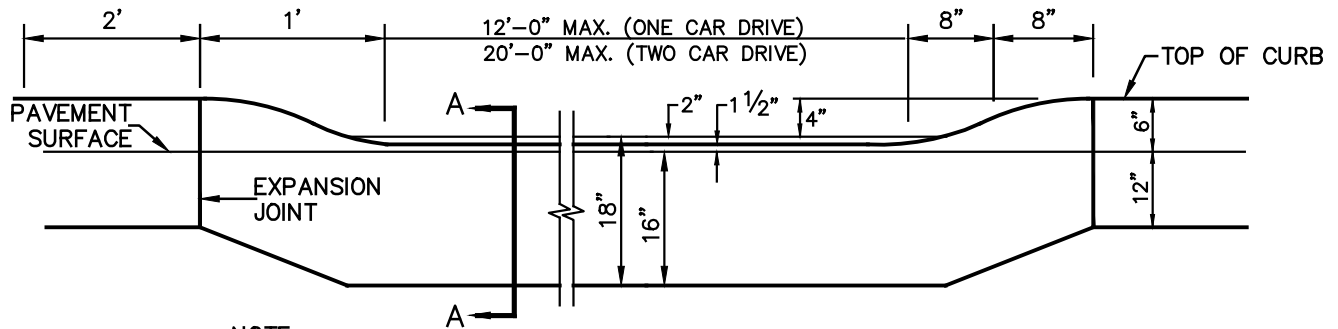 2'
1'
12'-0" MAX. (ONE CAR DRIVE)
20'-0" MAX. (TWO CAR DRIVE)
8"
8"
TOP OF CURB
PAVEMENT
SURFACE
A
2"
1 1/2"
4"
6"
EXPANSION
JOINT
18"
16"
12"
A